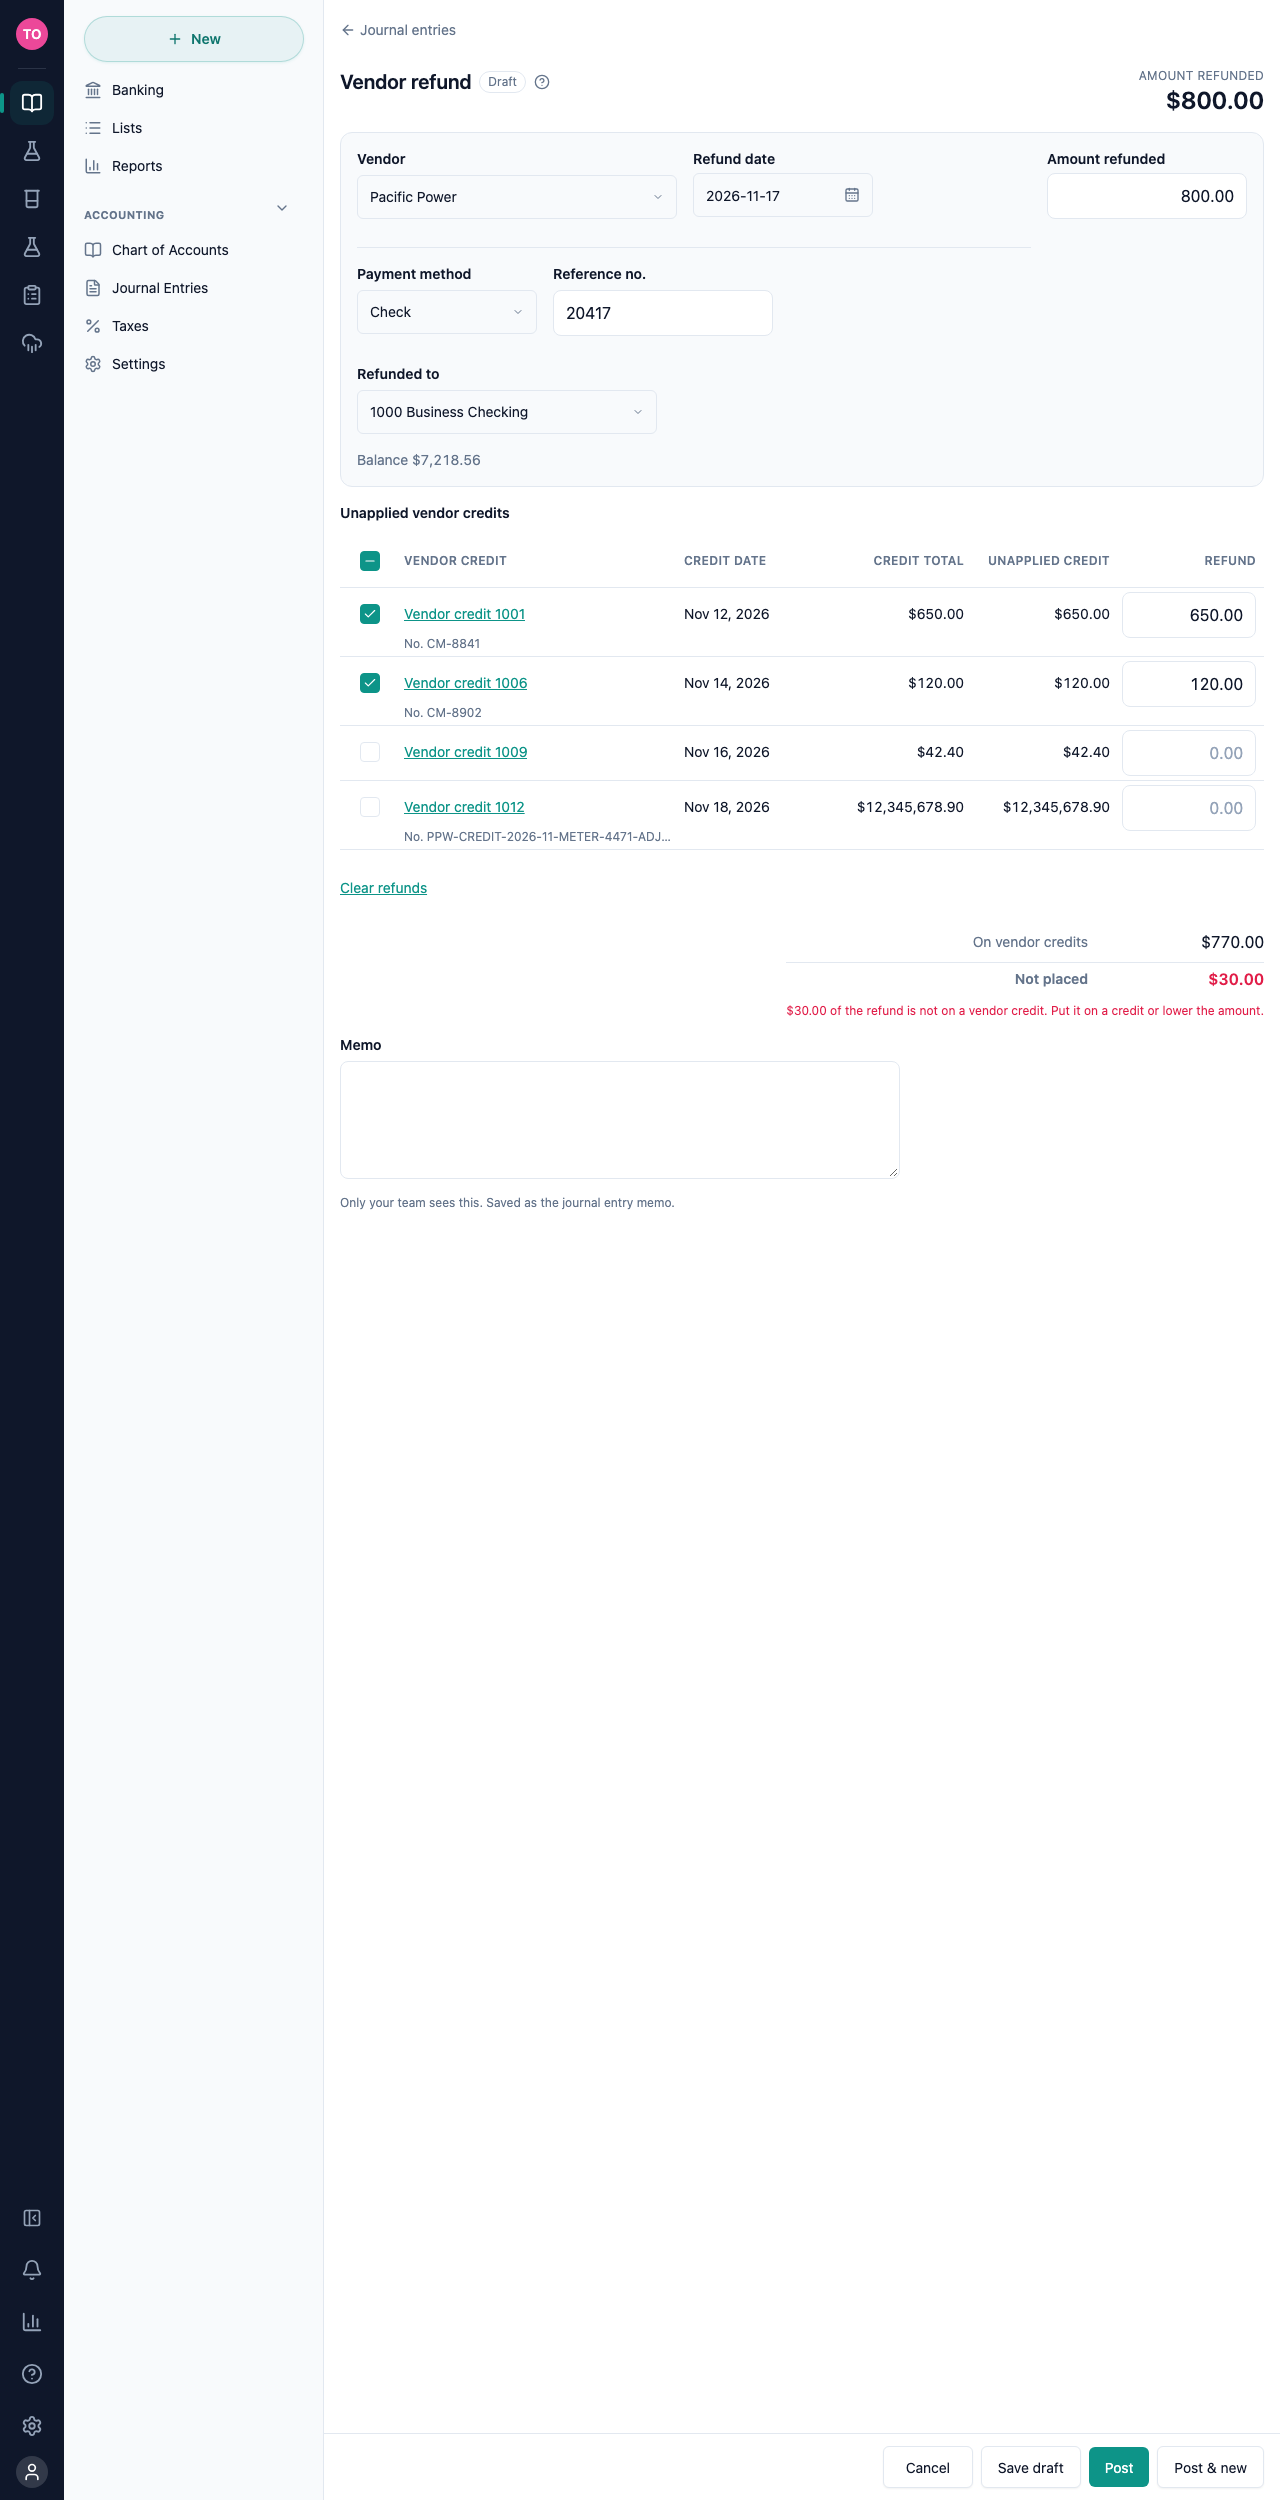 TO
New
Banking
Lists
Reports
ACCOUNTING
Chart of Accounts
Journal Entries
Taxes
Settings
Journal entries
Vendor refund Draft
AMOUNT REFUNDED
$800.00
Vendor Refund date Amount refunded
Pacific Power 2026-11-17 800.00
Payment method Reference no.
Check 20417
Refunded to
1000 Business Checking
Balance $7,218.56
Unapplied vendor credits
VENDOR CREDIT CREDIT DATE CREDIT TOTAL UNAPPLIED CREDIT REFUND
Vendor credit 1001 Nov 12, 2026 $650.00 $650.00 650.00
No. CM-8841
Vendor credit 1006 Nov 14, 2026 $120.00 $120.00 120.00
No. CM-8902
Vendor credit 1009 Nov 16, 2026 $42.40 $42.40 0.00
Vendor credit 1012 Nov 18, 2026 $12,345,678.90 $12,345,678.90 0.00
No. PPW-CREDIT-2026-11-METER-4471-ADJ...
Clear refunds
On vendor credits $770.00
Not placed $30.00
$30.00 of the refund is not on a vendor credit. Put it on a credit or lower the amount.
Memo
Only your team sees this. Saved as the journal entry memo.
Cancel Save draft Post Post & new